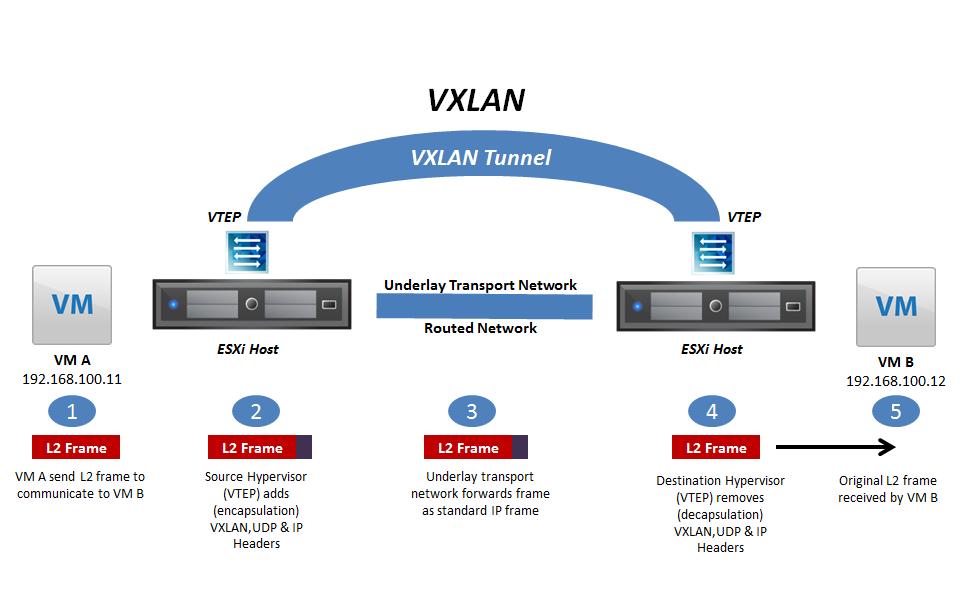 VXLAN
VXLAN Tunnel
VTEP
VTEP
VM
Underlay Transport Network
Routed Network
VM
ESXi Host
ESXi Host
VM A
192.168.100.11
VM B
192.168.100.12
1
2
3
4
5
L2 Frame
L2 Frame
L2 Frame
L2 Frame
VM A send L2 frame to
communicate to VM B
Source Hypervisor
(VTEP) adds
(encapsulation)
VXLAN,UDP & IP
Headers
Underlay transport
network forwards frame
as standard IP frame
Destination Hypervisor
(VTEP) removes
(decapsulation)
VXLAN,UDP & IP
Headers
Original L2 frame
received by VM B